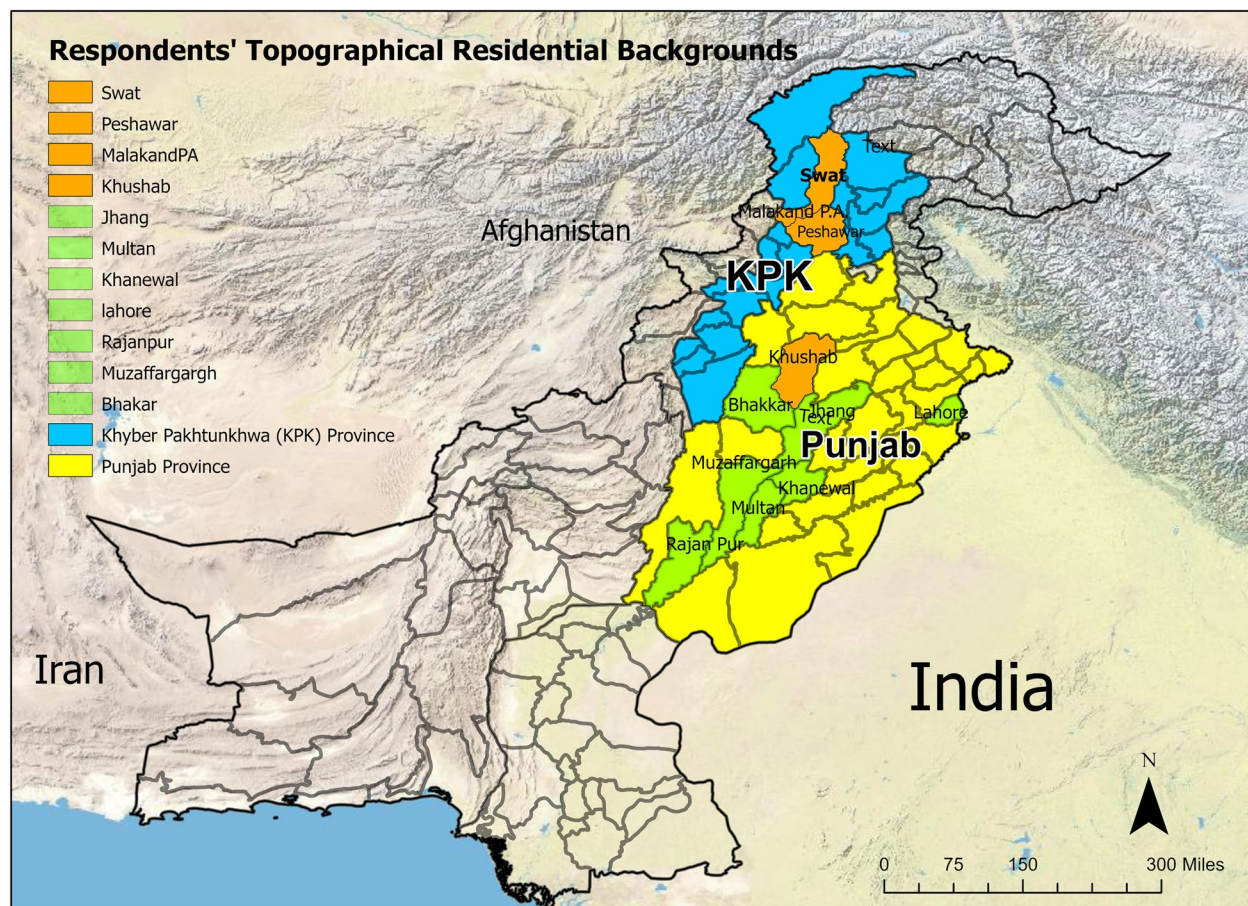 Respondents' Topographical Residential Backgrounds
Swat
Peshawar
MalakandPA
Khushab
Jhang
Multan
Khanewal
lahore
Rajanpur
Muzaffargargh
Bhakar
Khyber Pakhtunkhwa (KPK) Province
Punjab Province
Text
Swat
Malakand P.A.
Peshawar
Afghanistan
KPK
Khushab
Bhakkar
Jhang
Text
Lahore
Punjab
Muzaffargarh
Khanewal
Multan
Rajan Pur
Iran
India
N
0 75 150 300 Miles